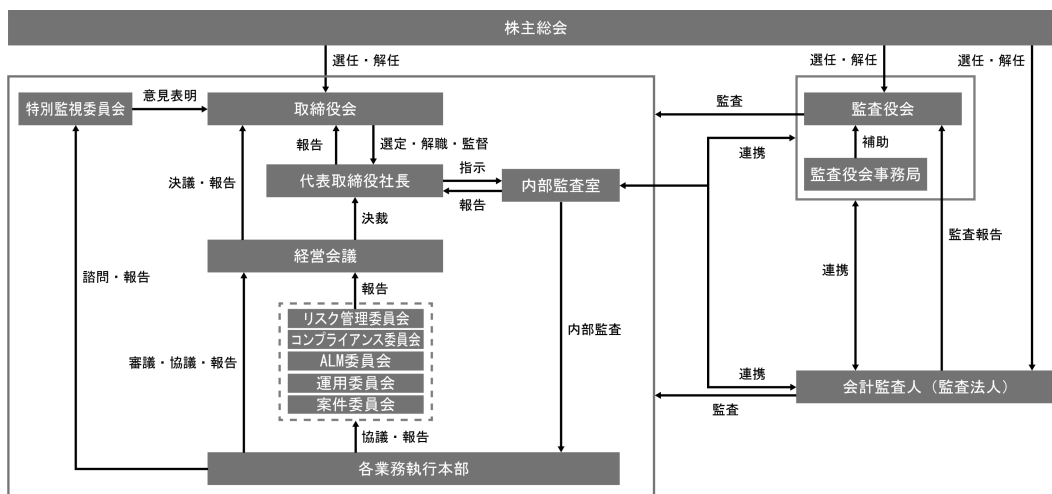 株主総会
選任・解任
選任・解任
選任・解任
特別監視委員会
意見表明
取締役会
監査
監査役会
報告
選定・解職・監督
連携
補助
決議・報告
代表取締役社長
指示
報告
内部監査室
監査役会事務局
決裁
監査報告
経営会議
諮問・報告
報告
連携
リスク管理委員会
コンプライアンス委員会
ALM委員会
運用委員会
案件委員会
内部監査
審議・協議・報告
連携
会計監査人（監査法人）
監査
協議・報告
各業務執行本部